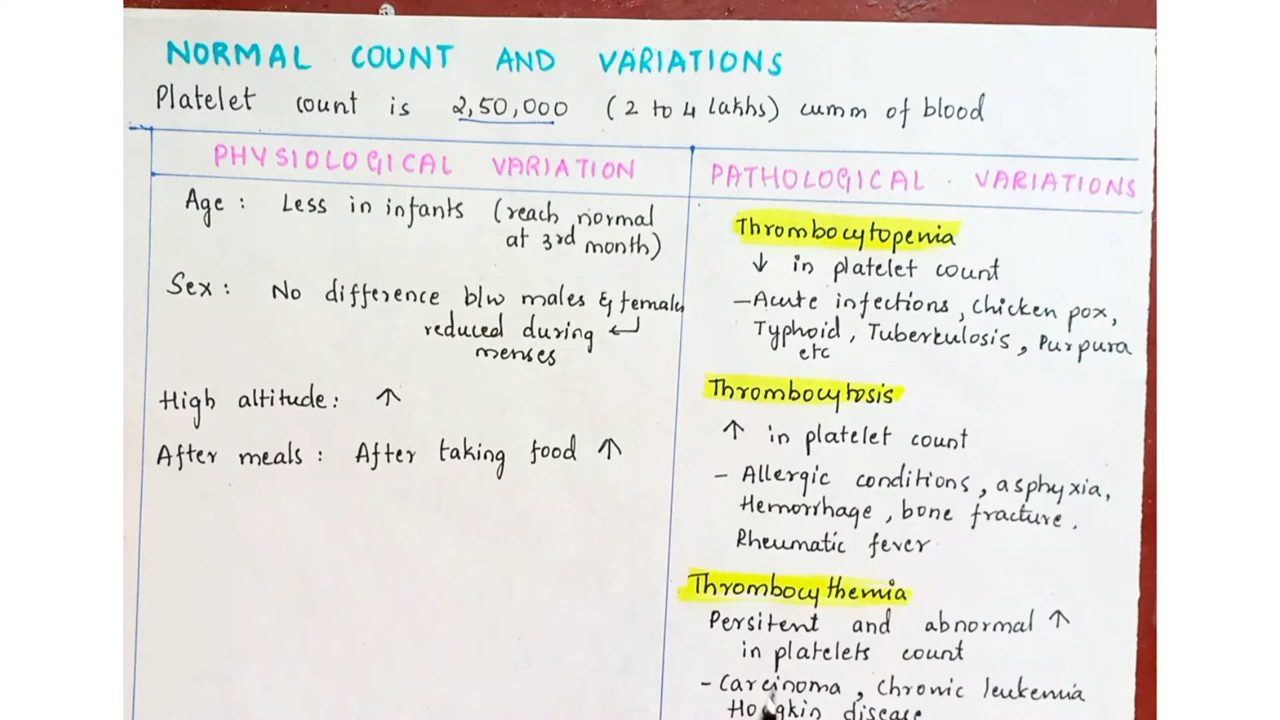 NORMAL COUNT AND VARIATIONS
Platelet count is 2,50,000 (2 to 4 lakhs) cumm of blood
PHYSIOLOGICAL VARIATION
Age : Less in infants (reach normal
at 3rd month)
Sex : No difference b/w males & females
reduced during
menses
High altitude : ↑
After meals : After taking food ↑
PATHOLOGICAL VARIATIONS
Thrombocytopenia
↓ in platelet count
- Acute infections, chicken pox,
Typhoid, Tuberkulosis, Purpura
etc
Thrombocytosis
↑ in platelet count
- Allergic conditions, asphyxia,
Hemorrhage, bone fracture.
Rheumatic fever
Thrombocythemia
Persitent and abnormal ↑
in platelets count
- Carcinoma, Chronic leukemia
Hodgkin disease